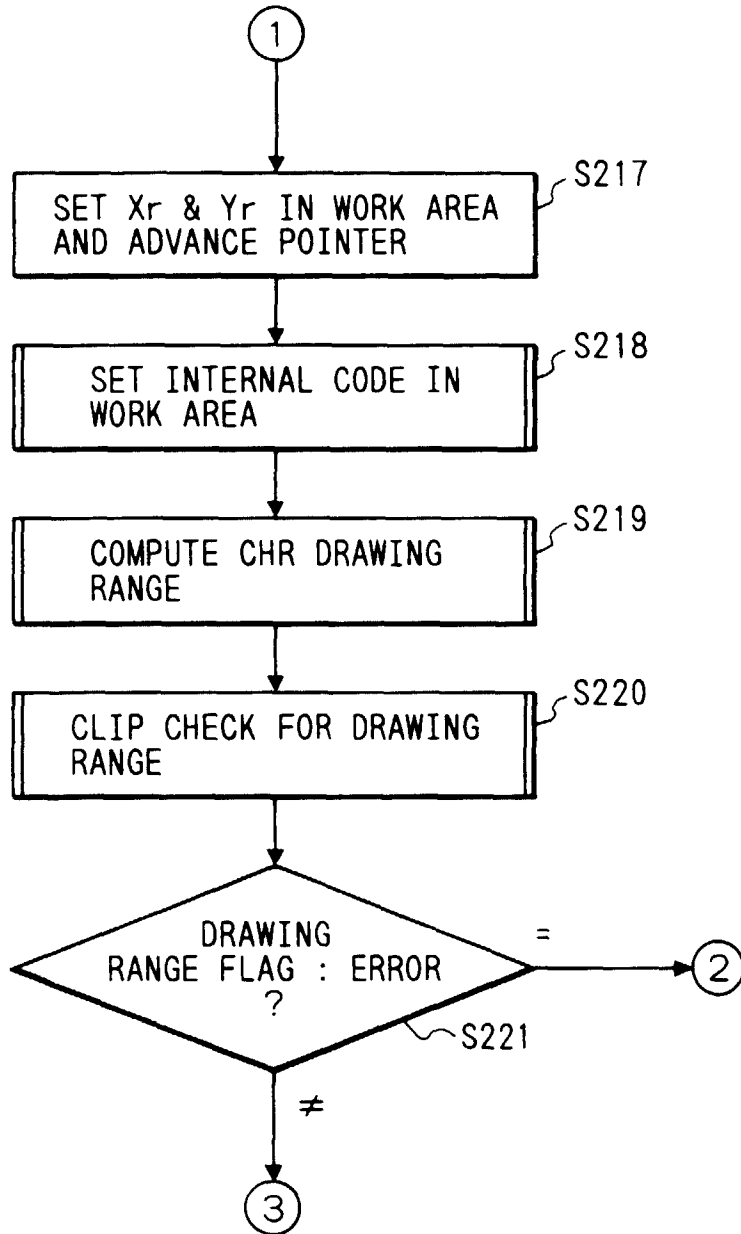 1
S217
SET Xr & Yr IN WORK AREA
AND ADVANCE POINTER
S218
SET INTERNAL CODE IN
WORK AREA
S219
COMPUTE CHR DRAWING
RANGE
S220
CLIP CHECK FOR DRAWING
RANGE
DRAWING
RANGE FLAG : ERROR
?
=
2
S221
≠
3